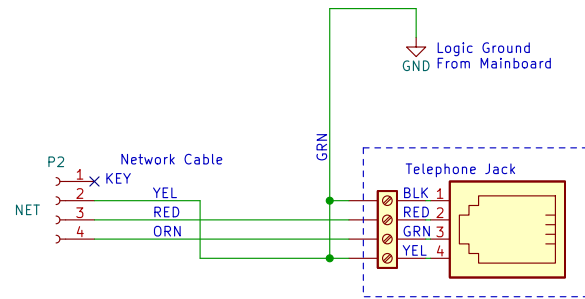 Logic Ground
GND From Mainboard
GRN
P2 Network Cable
Telephone Jack
1 KEY
2 YEL
BLK 1
NET
3 RED
RED 2
4 ORN
GRN 3
YEL 4